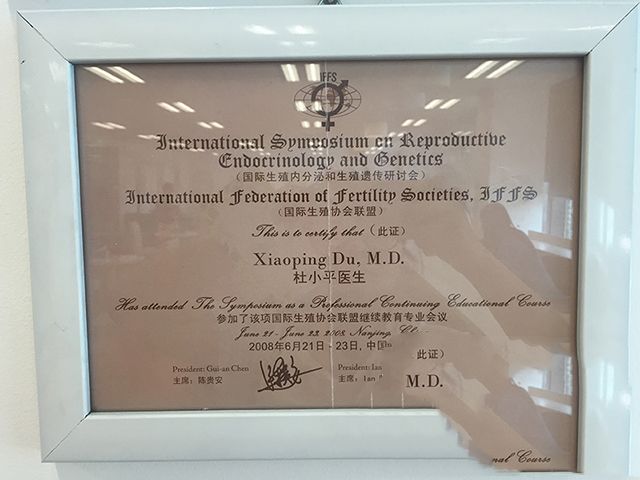 IFFS
International Symposium on Reproductive
Endocrinology and Genetics
(国际生殖内分泌和生殖遗传研讨会)
International Federation of Fertility Societies, IFFS
(国际生殖协会联盟)
This is to certify that (此证)
Xiaoping Du, M.D.
杜小平医生
Has attended The Symposium as a Professional Continuing Educational Course
参加了该项国际生殖协会联盟继续教育专业会议
June 21 - June 23, 2008, Nanjing,
2008年6月21日 - 23日, 中国
此证)
President: Gui-an Chen
President: Ian
主席: 陈贵安
主席: Ian
M.D.
nal Course